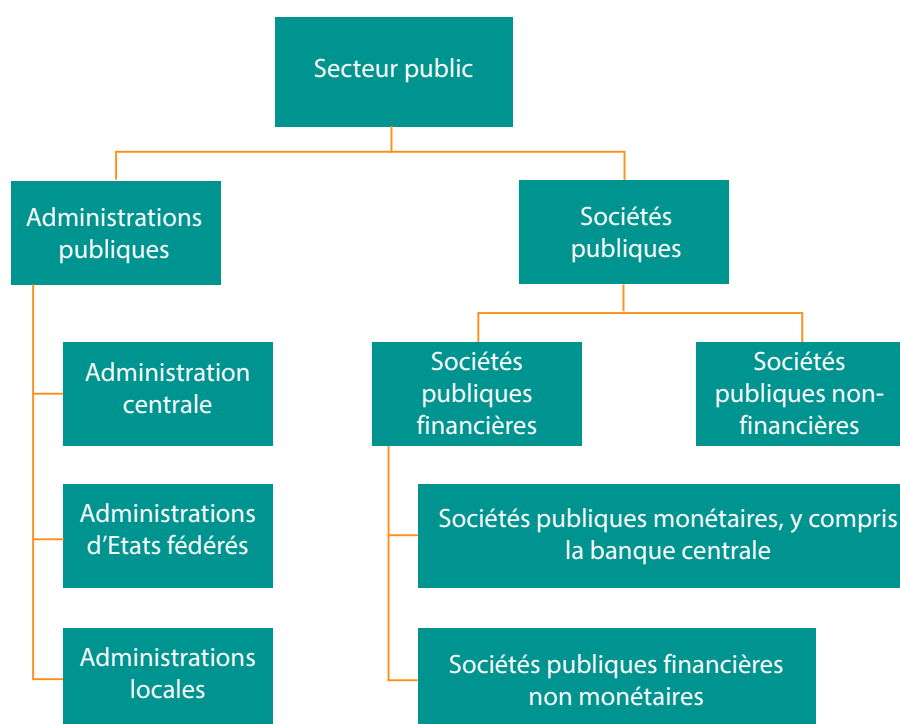 Secteur public
Administrations
publiques
Sociétés
publiques
Administration
centrale
Administrations
d'Etats fédérés
Administrations
locales
Sociétés
publiques
financières
Sociétés
publiques non-
financières
Sociétés publiques monétaires, y compris
la banque centrale
Sociétés publiques financières
non monétaires